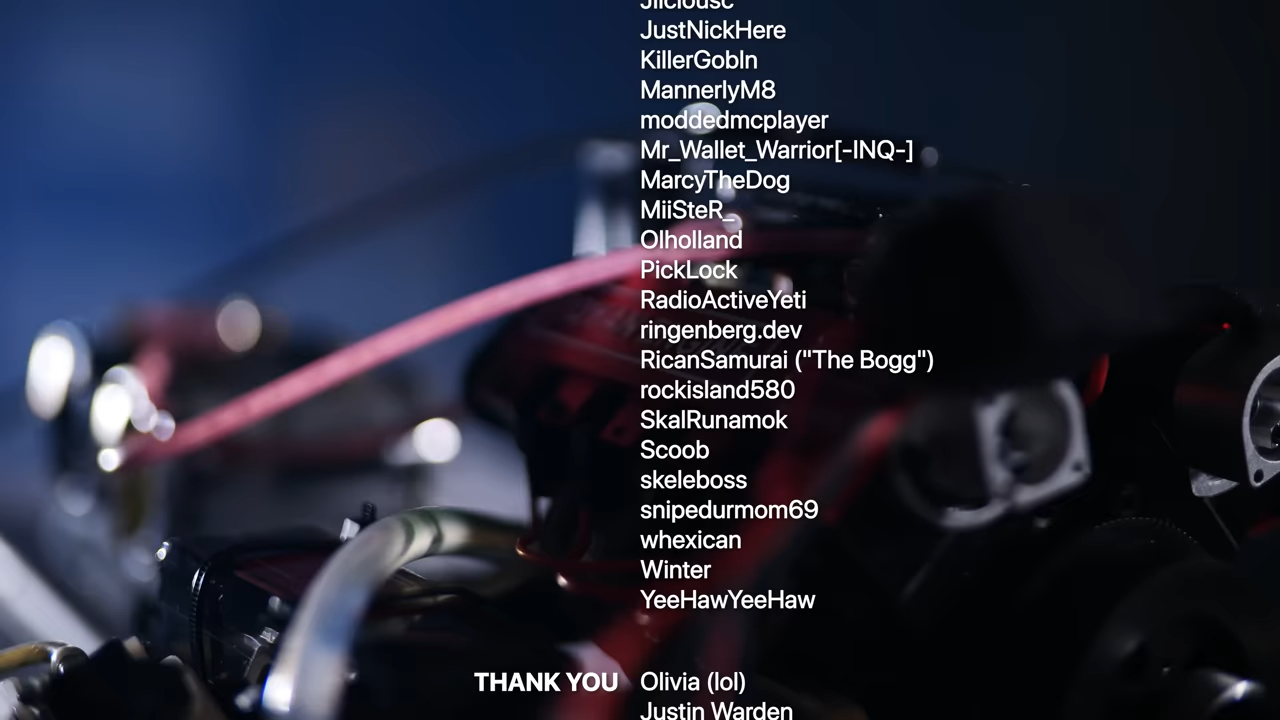 Jliciousc
JustNickHere
KillerGobln
MannerlyM8
moddedmcplayer
Mr_Wallet_Warrior[-INQ-]
MarcyTheDog
MiiSteR_
Olholland
PickLock
RadioActiveYeti
ringenberg.dev
RicanSamurai ("The Bogg")
rockisland580
SkalRunamok
Scoob
skeleboss
snipedurmom69
whexican
Winter
YeeHawYeeHaw
THANK YOU Olivia (lol)
Justin Warden